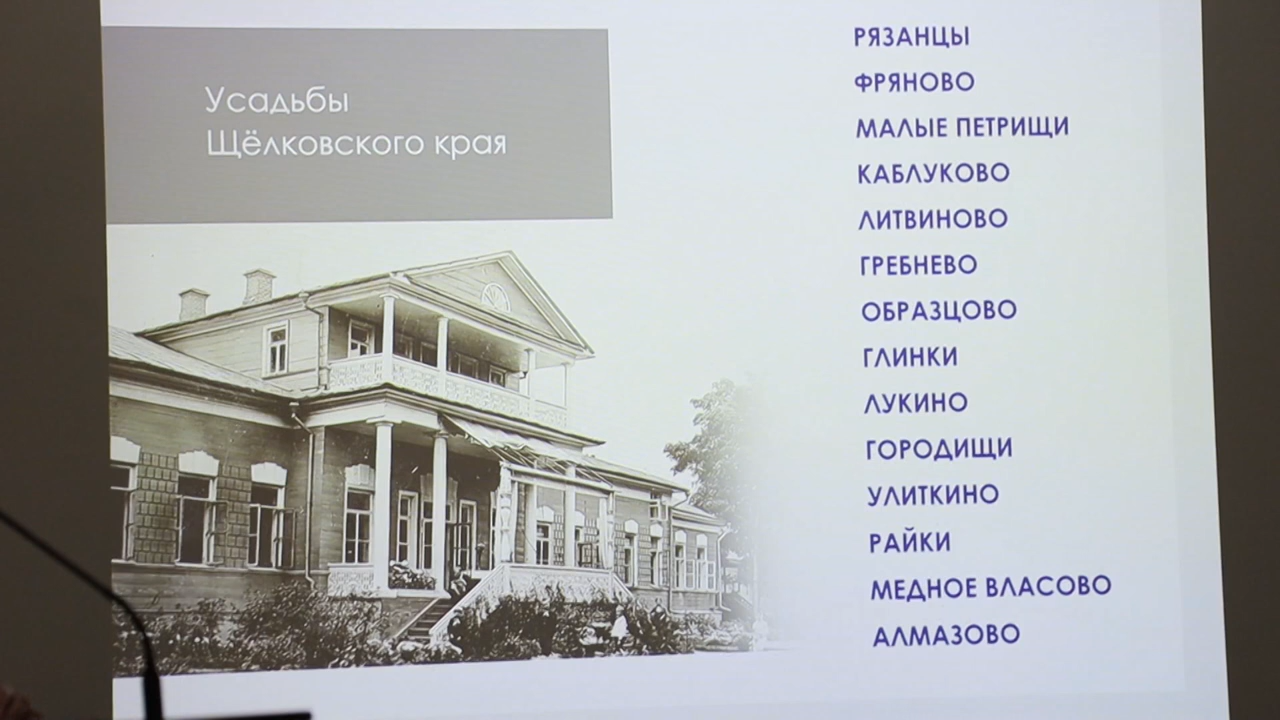 Усадьбы
Щёлковского края
РЯЗАНЦЫ
ФРЯНОВО
МАЛЫЕ ПЕТРИЩИ
КАБЛУКОВО
ЛИТВИНОВО
ГРЕБНЕВО
ОБРАЗЦОВО
ГЛИНКИ
ЛУКИНО
ГОРОДИЩИ
УЛИТКИНО
РАЙКИ
МЕДНОЕ ВЛАСОВО
АЛМАЗОВО